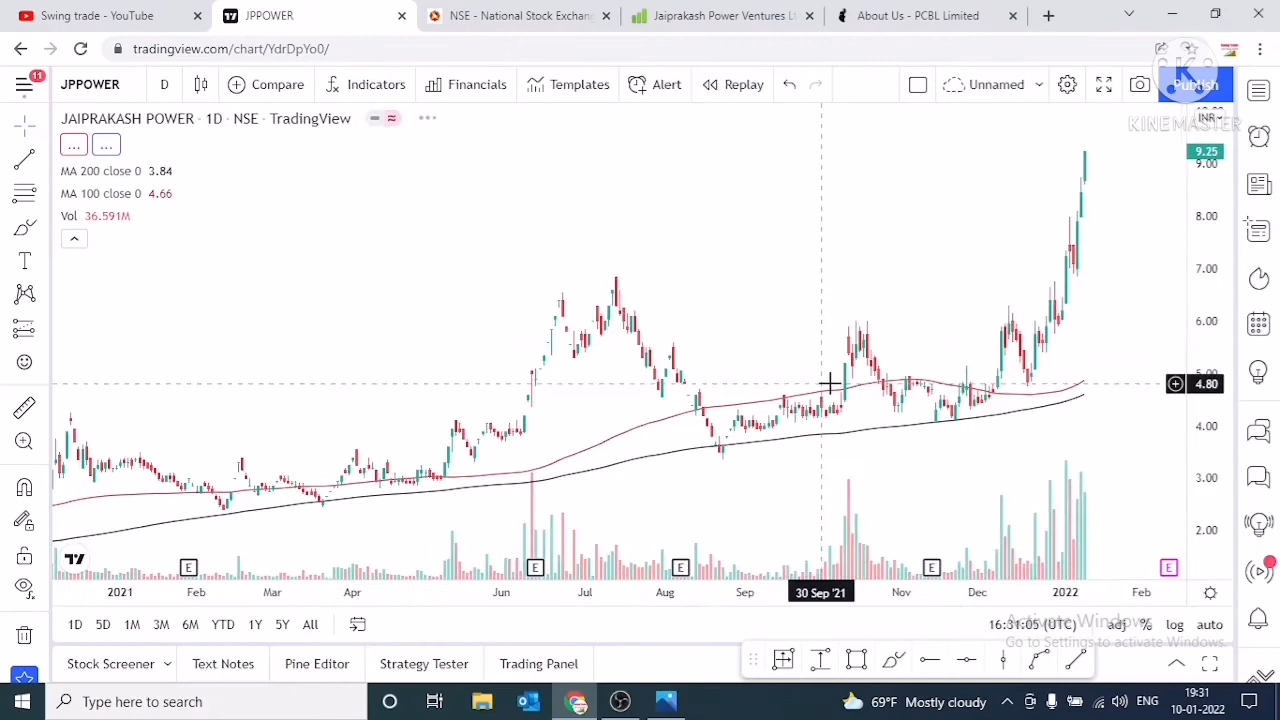 Swing trade - YouTube
JPPOWER
NSE - National Stock Exchan
Jaiprakash Power Ventures L
About Us - PCBL Limited
tradingview.com/chart/YdrDpYo0/
11
JPPOWER
D
Compare
Indicators
Financials
Templates
Alert
Replay
Unnamed
Publish
K
KINEMASTER
JAIPRAKASH POWER · 1D · NSE · TradingView
INR
MA 200 close 0 3.84
MA 100 close 0 4.66
Vol 36.591M
9.25
9.00
8.00
7.00
6.00
5.00
4.80
4.00
3.00
2.00
E
E
E
E
E
2021
Feb
Mar
Apr
Jun
Jul
Aug
Sep
30 Sep '21
Nov
Dec
2022
Feb
1D
5D
1M
3M
6M
YTD
1Y
5Y
All
16:31:05 (UTC)
adj
%
log
auto
Activate Windows
Go to Settings to activate Windows.
Stock Screener
Text Notes
Pine Editor
Strategy Tester
Trading Panel
Type here to search
69°F Mostly cloudy
ENG
19:31
10-01-2022